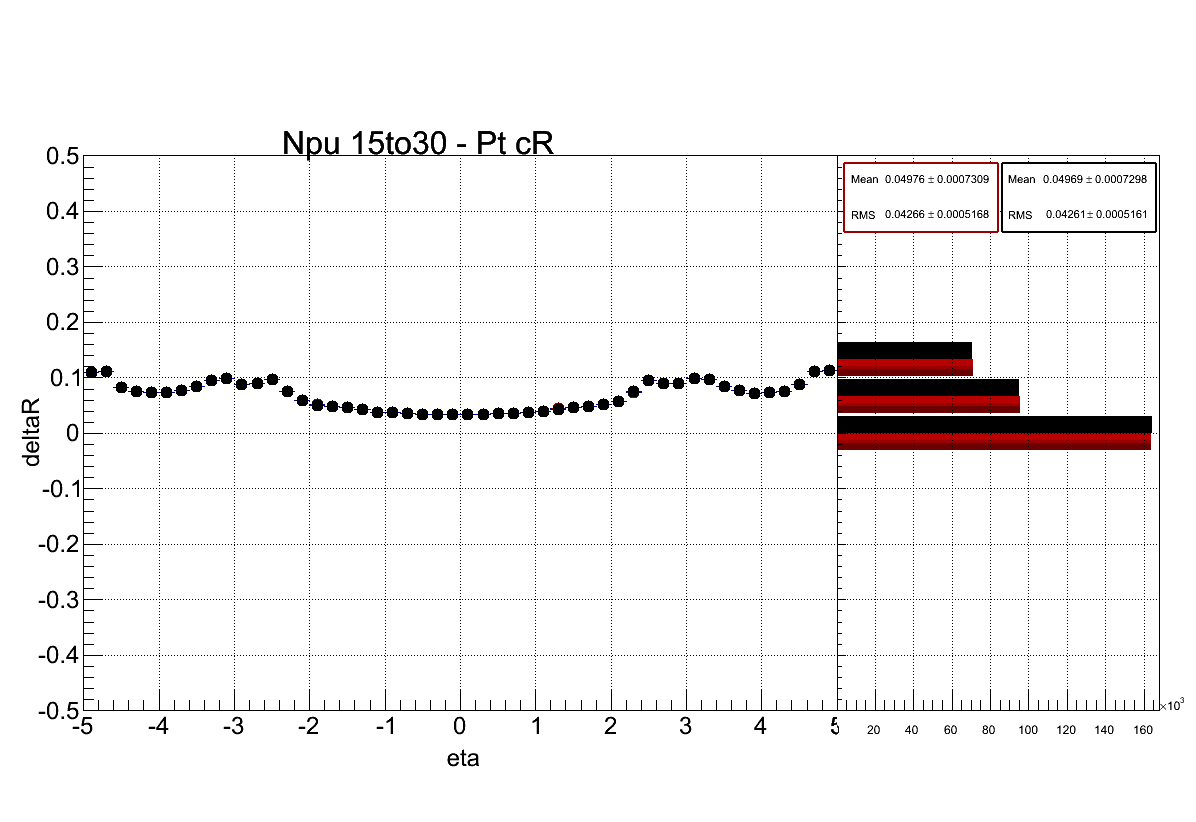 Npu 15to30 - Pt cR
0.5
0.4
0.3
0.2
0.1
0
-0.1
-0.2
-0.3
-0.4
-0.5
deltaR
-5 -4 -3 -2 -1 0 1 2 3 4 5
eta
Mean 0.04976 ± 0.0007309
RMS 0.04266 ± 0.0005168
Mean 0.04969 ± 0.0007298
RMS 0.04261 ± 0.0005161
×10³
20 40 60 80 100 120 140 160